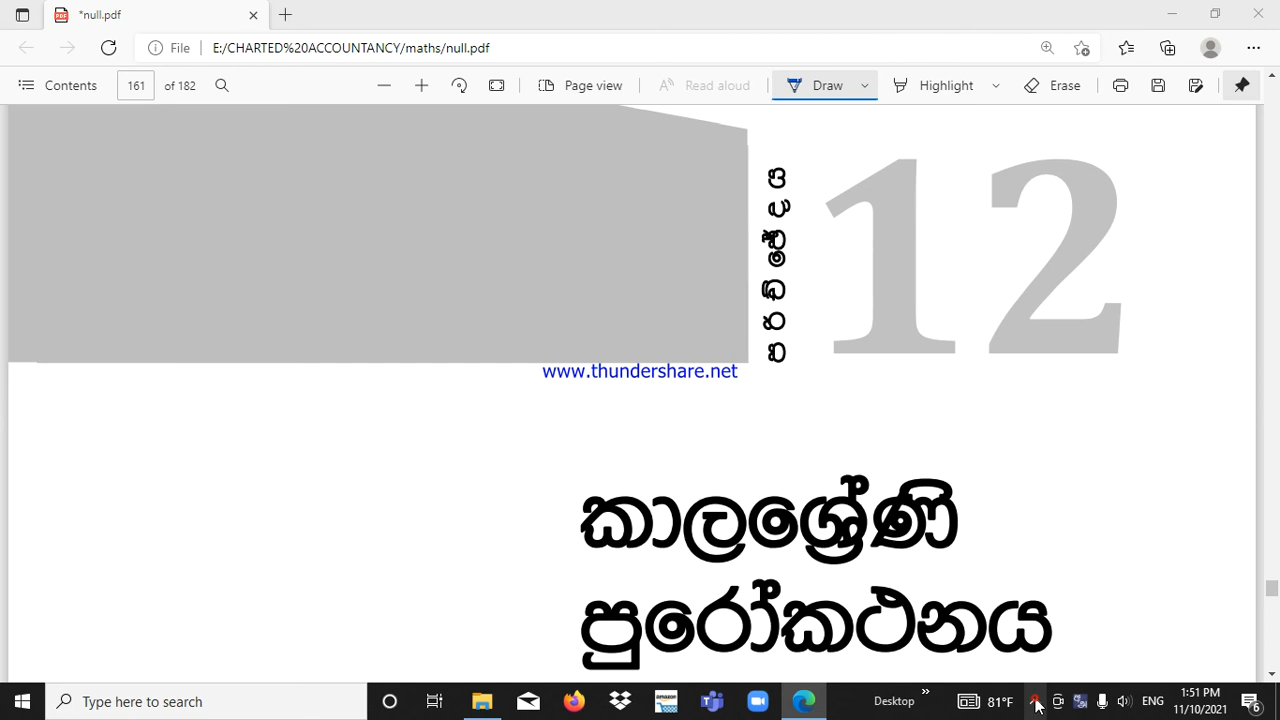 *null.pdf
File
E:/CHARTED%20ACCOUNTANCY/maths/null.pdf
Contents
161
of 182
Page view
Read aloud
Draw
Highlight
Erase
පරිච්ඡේදය
12
www.thundershare.net
කාලශ්‍රේණි
පුරෝකථනය
Type here to search
Desktop
81°F
ENG
1:51 PM
11/10/2021
6